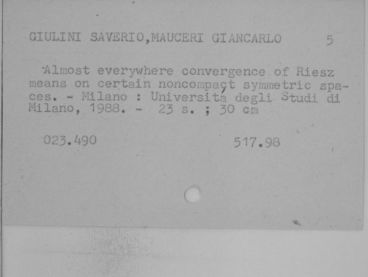 GIULINI SAVERIO,MAUCERI GIANCARLO 5
Almost everywhere convergence of Riesz
means on certain noncompact symmetric spa-
ces. - Milano : Università degli Studi di
Milano, 1988. - 23 s. ; 30 cm
023.490 517.98